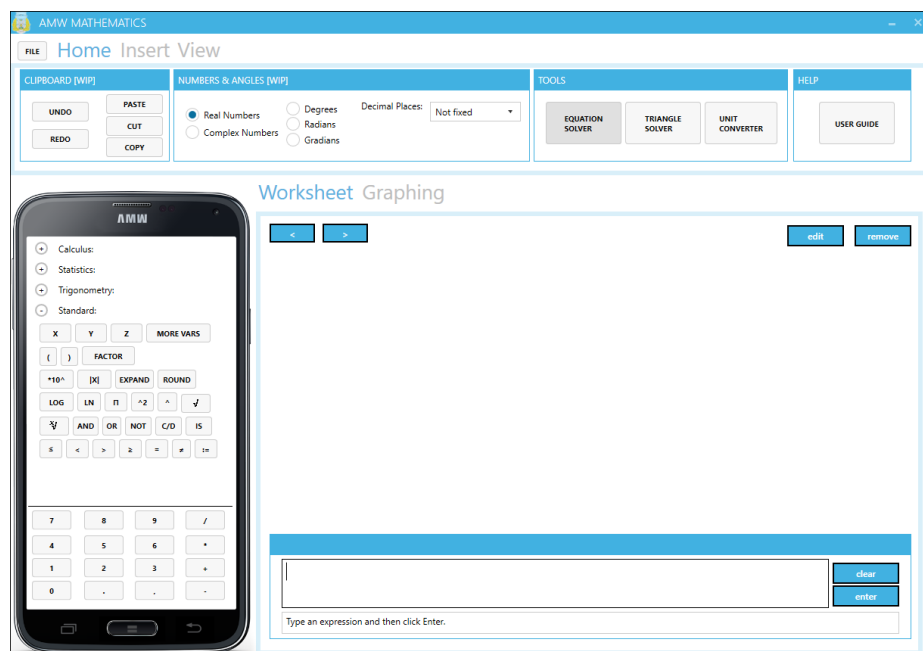 AMW MATHEMATICS
FILE Home Insert View
CLIPBOARD [WIP]
UNDO
REDO
PASTE
CUT
COPY
NUMBERS & ANGLES [WIP]
Real Numbers
Complex Numbers
Degrees
Radians
Gradians
Decimal Places: Not fixed
TOOLS
EQUATION
SOLVER
TRIANGLE
SOLVER
UNIT
CONVERTER
HELP
USER GUIDE
AMW
+ Calculus:
+ Statistics:
+ Trigonometry:
- Standard:
X Y Z MORE VARS
( ) FACTOR
*10^ |X| EXPAND ROUND
LOG LN Π ^2 ^ √
x√ AND OR NOT C/D IS
≤ < > ≥ = ≠ :=
7 8 9 /
4 5 6 *
1 2 3 +
0 . . -
=
Worksheet Graphing
< > edit remove
clear
enter
Type an expression and then click Enter.